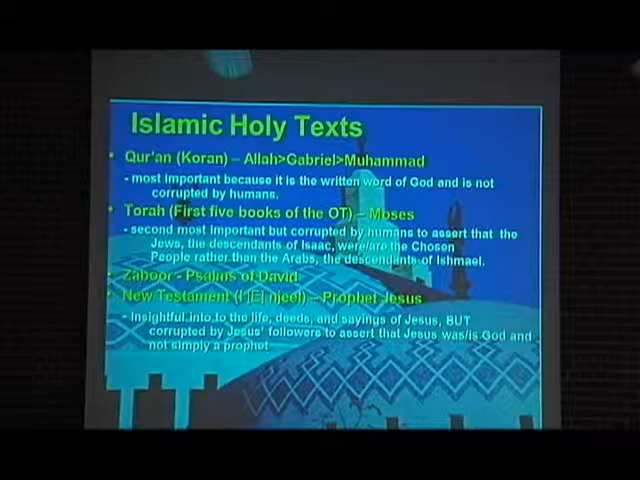 Islamic Holy Texts
• Qur'an (Koran) – Allah>Gabriel>Muhammad
- most important because it is the written word of God and is not
corrupted by humans.
• Torah (First five books of the OT) – Moses
- second most important but corrupted by humans to assert that the
Jews, the descendants of Isaac, were/are the Chosen
People rather than the Arabs, the descendants of Ishmael.
• Zaboor - Psalms of David
• New Testament njeel) – Prophet Jesus
- Insightful into to the life, deeds, and sayings of Jesus, BUT
corrupted by Jesus' followers to assert that Jesus was/is God and
not simply a prophet